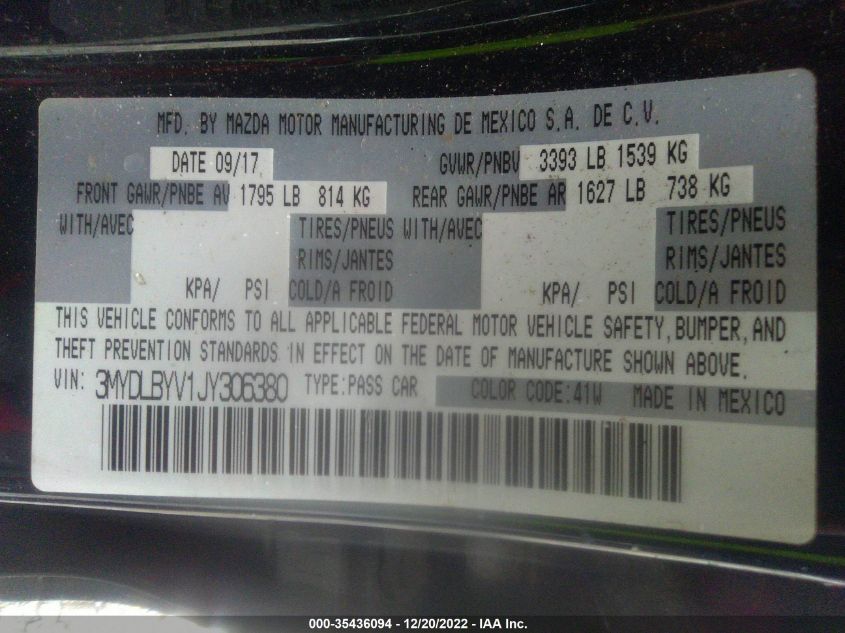 MFD. BY MAZDA MOTOR MANUFACTURING DE MEXICO S.A. DE C.V.
DATE 09/17 GVWR/PNBV 3393 LB 1539 KG
FRONT GAWR/PNBE AV 1795 LB 814 KG REAR GAWR/PNBE AR 1627 LB 738 KG
WITH/AVEC TIRES/PNEUS WITH/AVEC TIRES/PNEUS
RIMS/JANTES RIMS/JANTES
KPA/ PSI COLD/A FROID KPA/ PSI COLD/A FROID
THIS VEHICLE CONFORMS TO ALL APPLICABLE FEDERAL MOTOR VEHICLE SAFETY, BUMPER, AND
THEFT PREVENTION STANDARDS IN EFFECT ON THE DATE OF MANUFACTURE SHOWN ABOVE.
VIN: 3MYDLBYV1JY306380 TYPE:PASS CAR COLOR CODE:41W MADE IN MEXICO
000-35436094 - 12/20/2022 - IAA Inc.